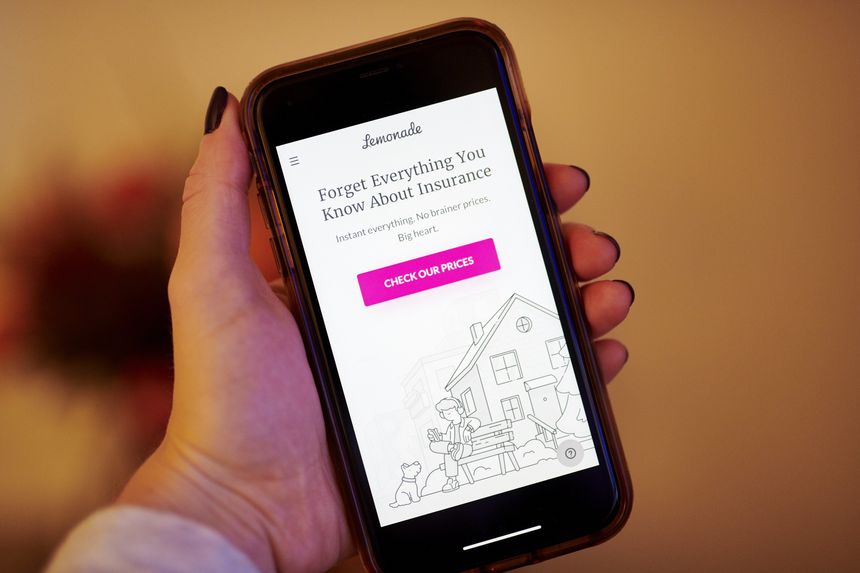 Lemonade
Forget Everything You
Know About Insurance
Instant everything. No brainer prices.
Big heart.
CHECK OUR PRICES
?